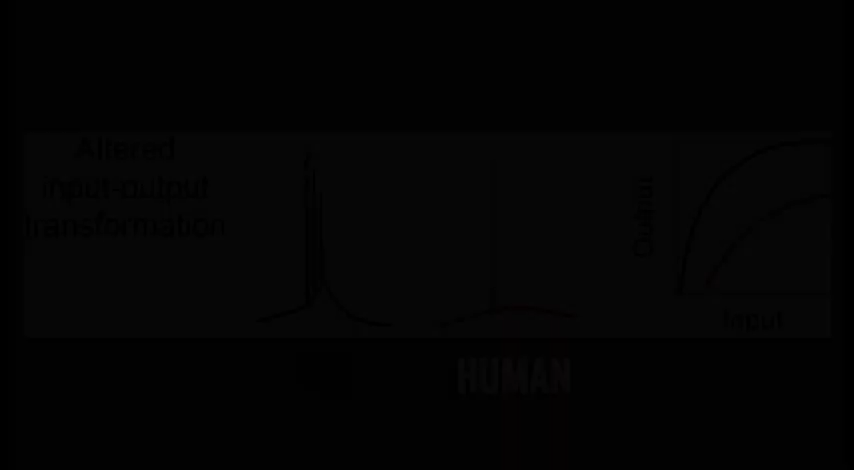 Altered
input-output
transformation
Output
Input
HUMAN